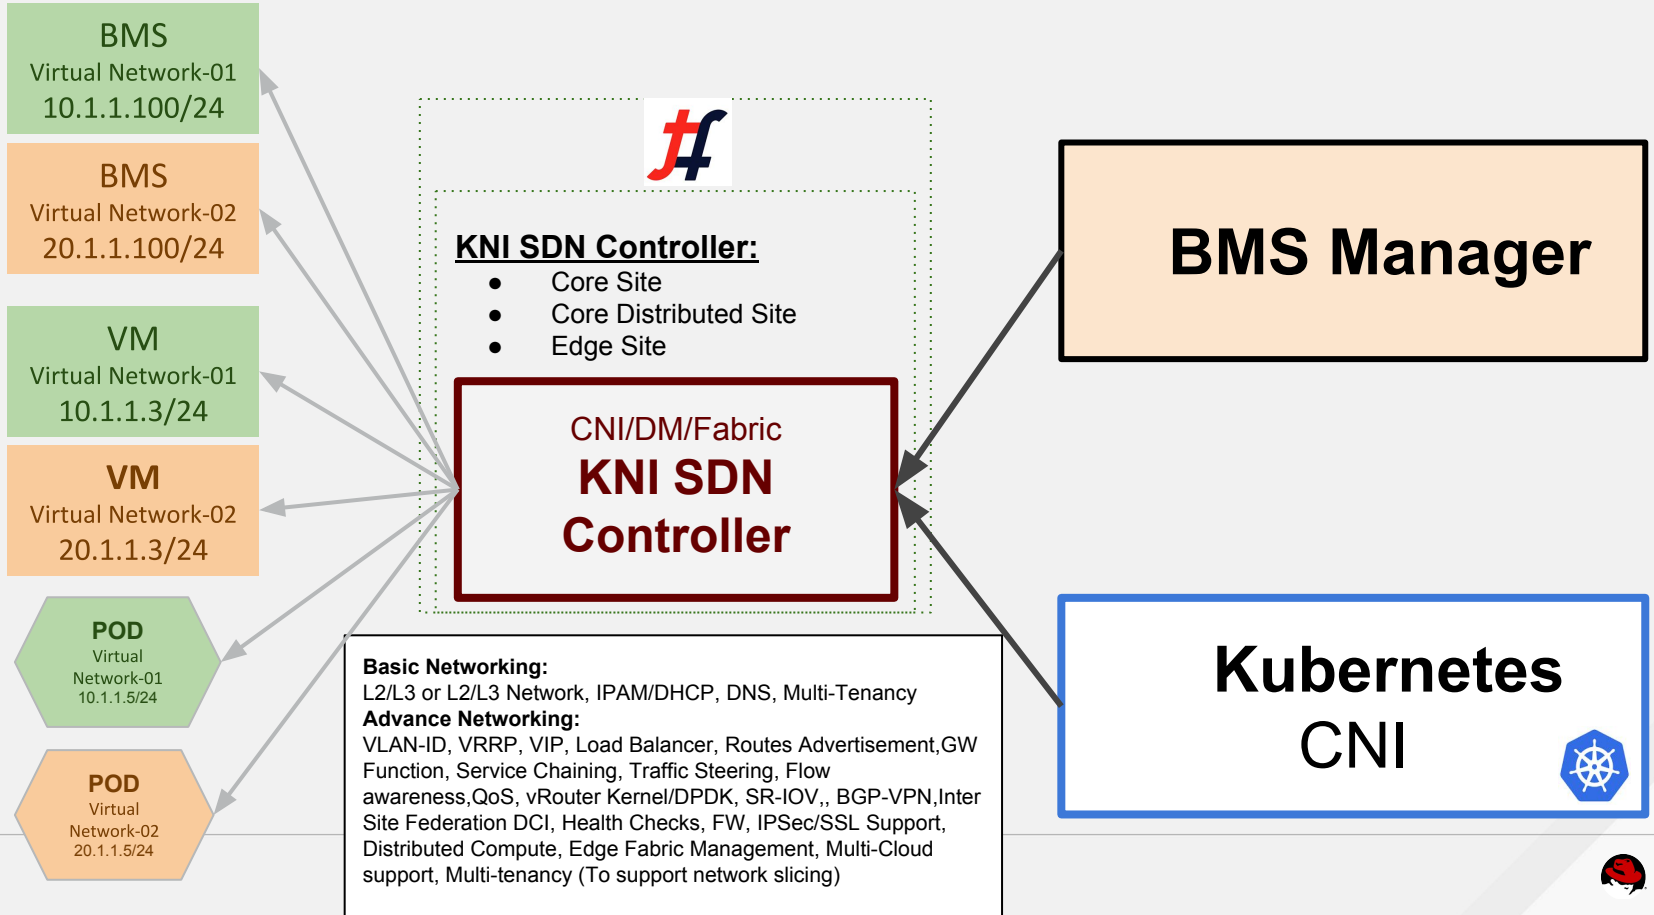 BMS
Virtual Network-01
10.1.1.100/24
BMS
Virtual Network-02
20.1.1.100/24
VM
Virtual Network-01
10.1.1.3/24
VM
Virtual Network-02
20.1.1.3/24
POD
Virtual
Network-01
10.1.1.5/24
POD
Virtual
Network-02
20.1.1.5/24
KNI SDN Controller:
● Core Site
● Core Distributed Site
● Edge Site
CNI/DM/Fabric
KNI SDN
Controller
Basic Networking:
L2/L3 or L2/L3 Network, IPAM/DHCP, DNS, Multi-Tenancy
Advance Networking:
VLAN-ID, VRRP, VIP, Load Balancer, Routes Advertisement,GW
Function, Service Chaining, Traffic Steering, Flow
awareness,QoS, vRouter Kernel/DPDK, SR-IOV,, BGP-VPN,Inter
Site Federation DCI, Health Checks, FW, IPSec/SSL Support,
Distributed Compute, Edge Fabric Management, Multi-Cloud
support, Multi-tenancy (To support network slicing)
BMS Manager
Kubernetes
CNI